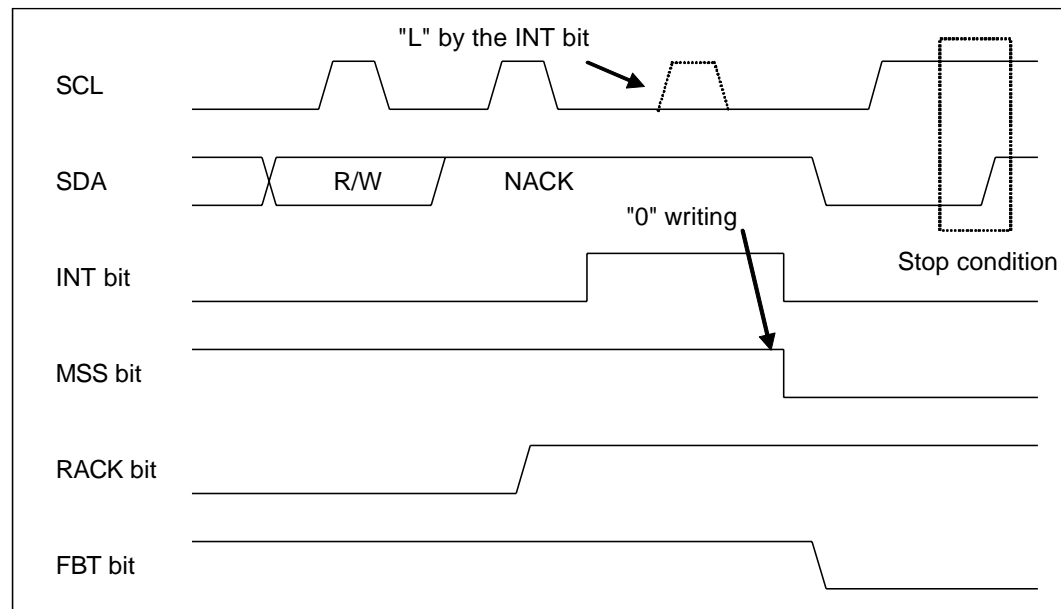 "L" by the INT bit
SCL
SDA
R/W
NACK
"0" writing
Stop condition
INT bit
MSS bit
RACK bit
FBT bit